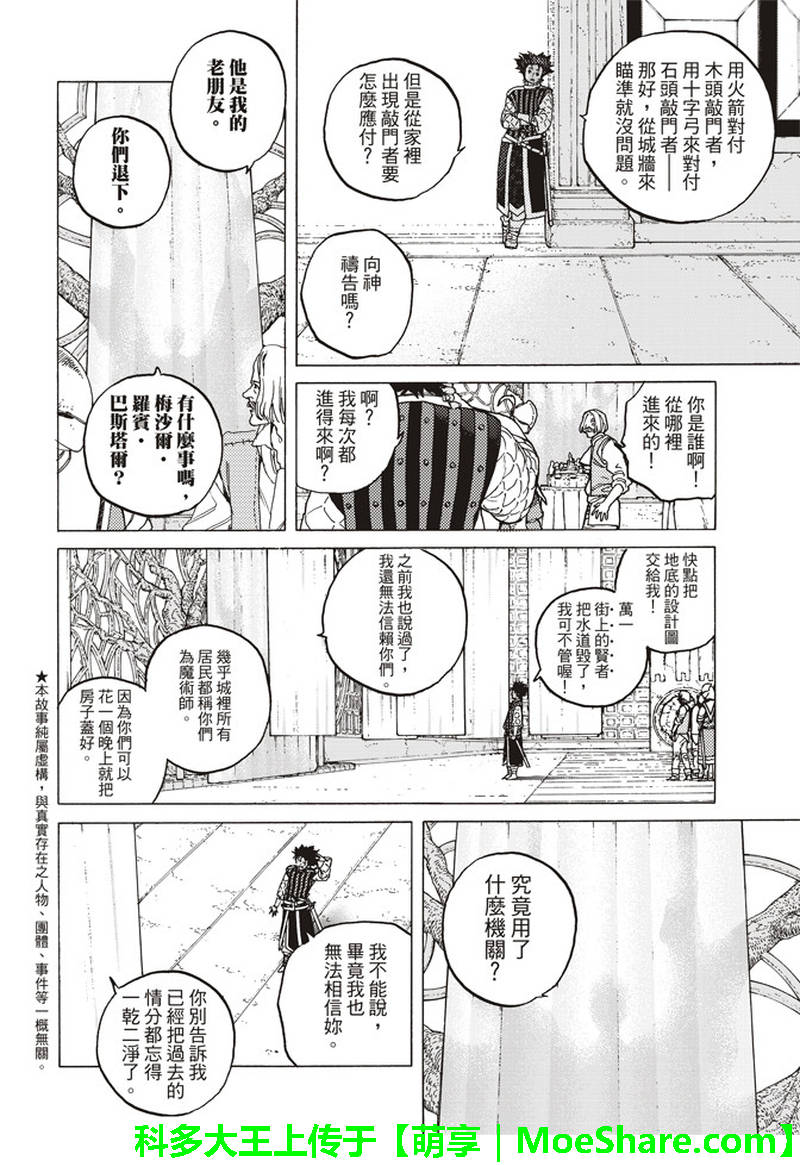 用火箭對付
木頭敲門者，
用十字弓來對付
石頭敲門者——
那好，從城牆來
瞄準就沒問題。
但是從家裡
出現敲門者要
怎麼應付？
向神
禱告嗎？
他是我的
老朋友。
你們退下。
有什麼事嗎，
梅沙爾・
羅賓・
巴斯塔爾？
你是誰啊！
從哪裡
進來的！
啊？
我每次都
進得來啊？
快點把
地底的設計圖
交給我！
萬一
街上的賢者
把水道毀了，
我可不管喔！
之前我也說過了，
我還無法信賴你們。
幾乎城裡所有
居民都稱你們
為魔術師。
因為你們可以
花一個晚上就把
房子蓋好。
究竟用了
什麼機關？
我不能說，
畢竟我也
無法相信妳。
你別告訴我
已經把過去的
情分都忘得
一乾二淨了。
★本故事純屬虛構，與真實存在之人物、團體、事件等一概無關。
科多大王上传于【萌享 | MoeShare.com】